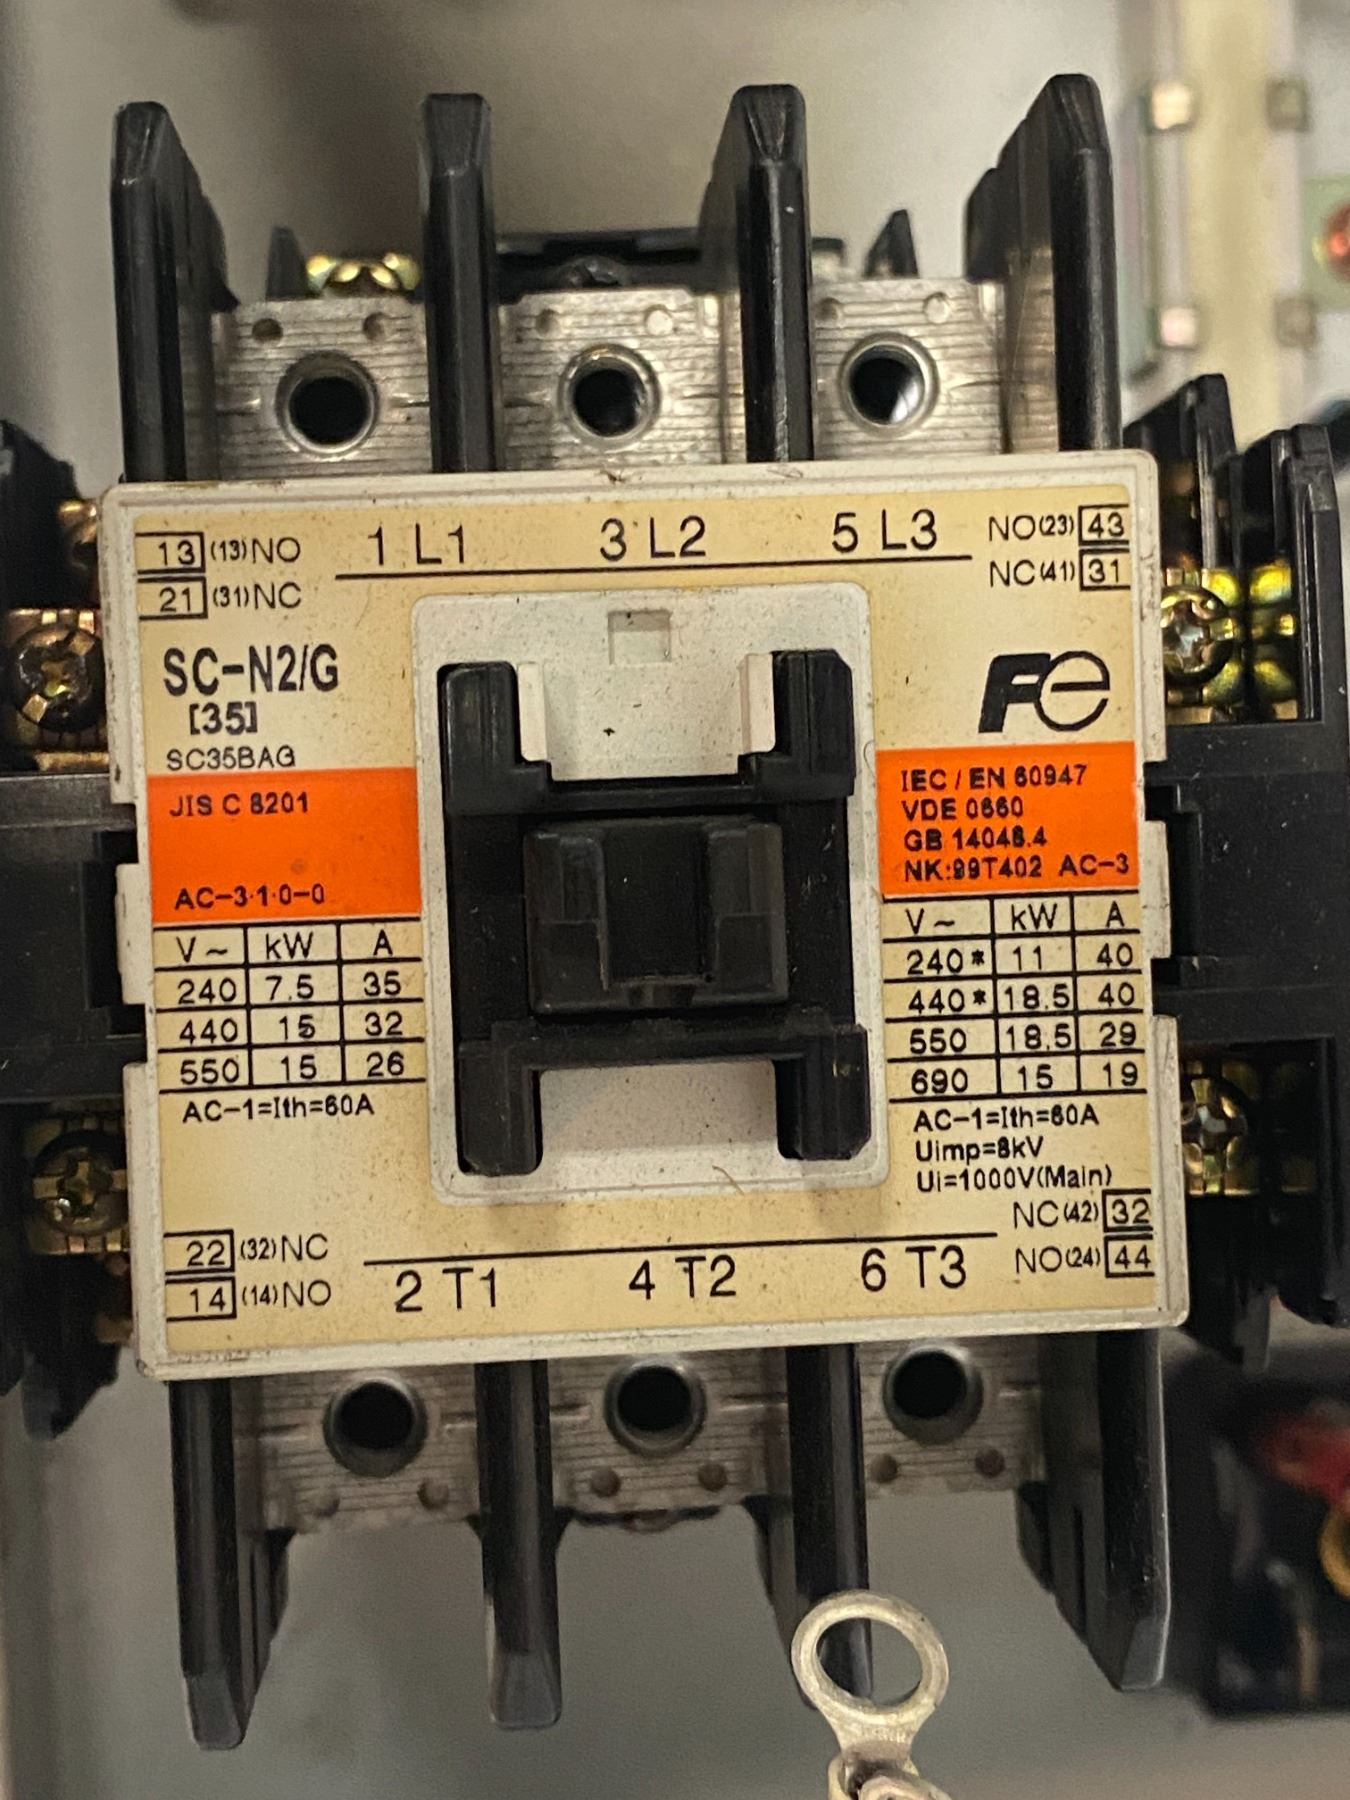 13 (13)NO
21 (31)NC
1 L1 3 L2 5 L3
NO(23) 43
NC(41) 31
SC-N2/G
[35]
SC35BAG
JIS C 8201
AC-3·1·0-0
V~ kW A
240 7.5 35
440 15 32
550 15 26
AC-1=Ith=60A
Fe
IEC / EN 60947
VDE 0660
GB 14048.4
NK:99T402 AC-3
V~ kW A
240* 11 40
440* 18.5 40
550 18.5 29
690 15 19
AC-1=Ith=60A
Uimp=8kV
Ui=1000V(Main)
22 (32)NC
14 (14)NO
2 T1 4 T2 6 T3
NC(42) 32
NO(24) 44